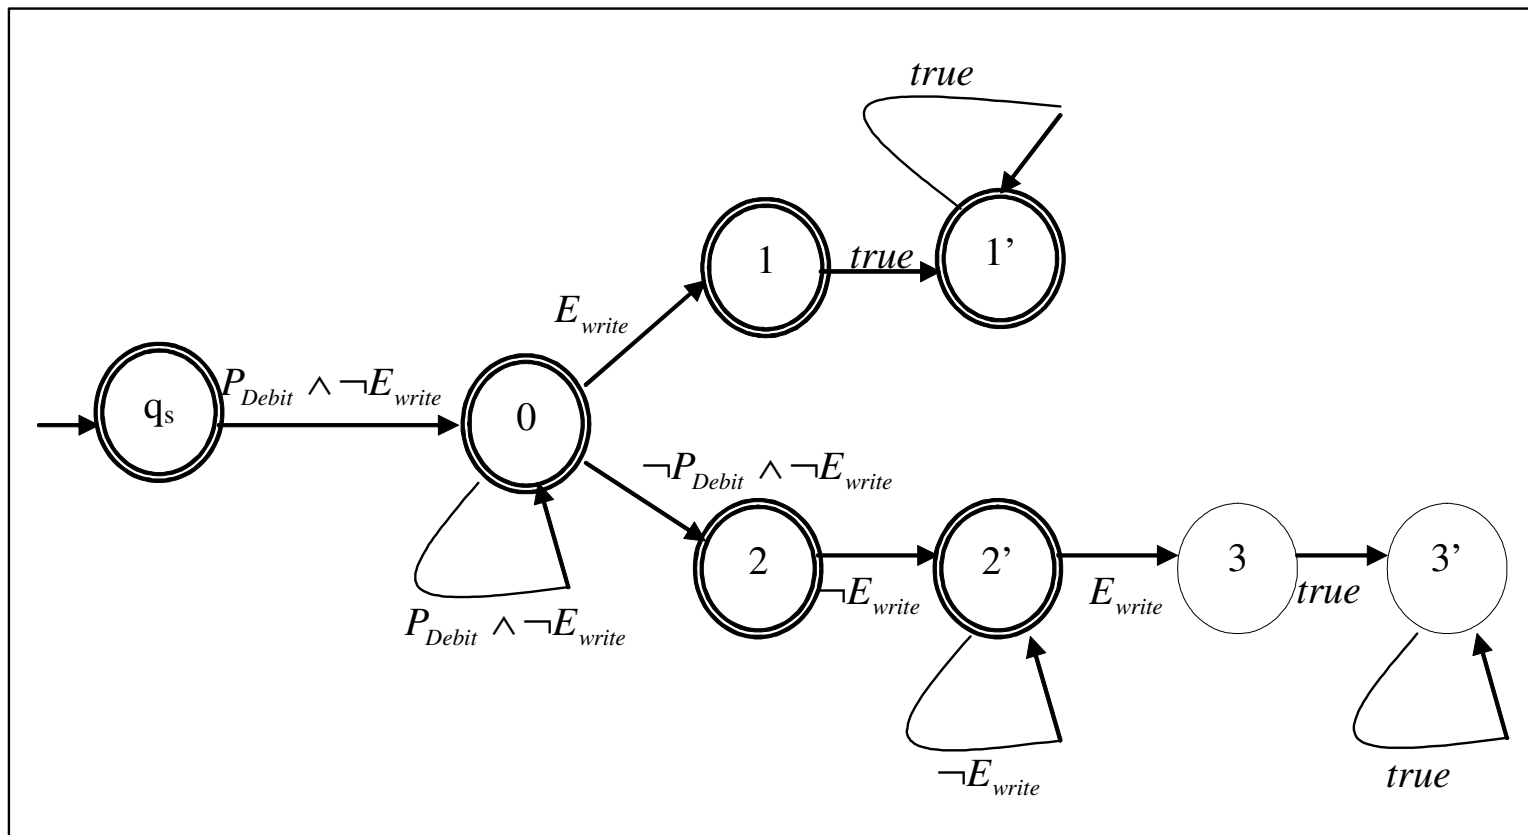 true
1
true
1’
E_write
q_s
P_Debit ∧ ¬E_write
0
¬P_Debit ∧ ¬E_write
P_Debit ∧ ¬E_write
2
¬E_write
2’
E_write
3
true
3’
¬E_write
true